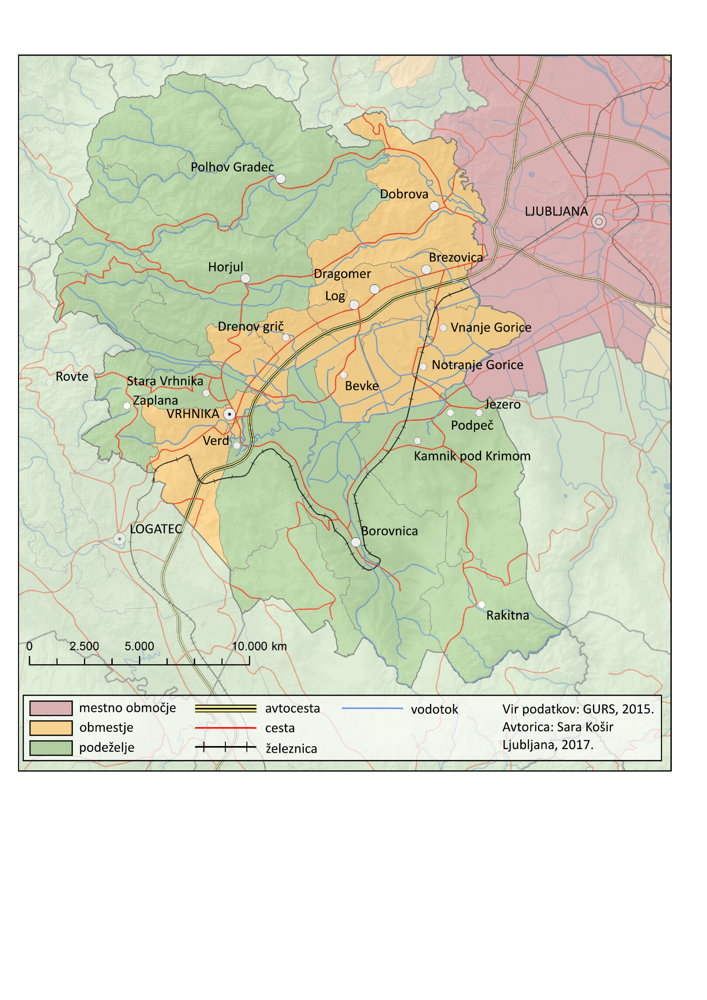 Polhov Gradec
Dobrova
LJUBLJANA
Brezovica
Horjul
Dragomer
Log
Drenov grič
Vnanje Gorice
Notranje Gorice
Rovte
Stara Vrhnika
Bevke
Zaplana
Jezero
VRHNIKA
Podpeč
Verd
Kamnik pod Krimom
LOGATEC
Borovnica
Rakitna
0 2.500 5.000 10.000 km
mestno območje
obmestje
podeželje
avtocesta
cesta
železnica
vodotok
Vir podatkov: GURS, 2015.
Avtorica: Sara Košir
Ljubljana, 2017.